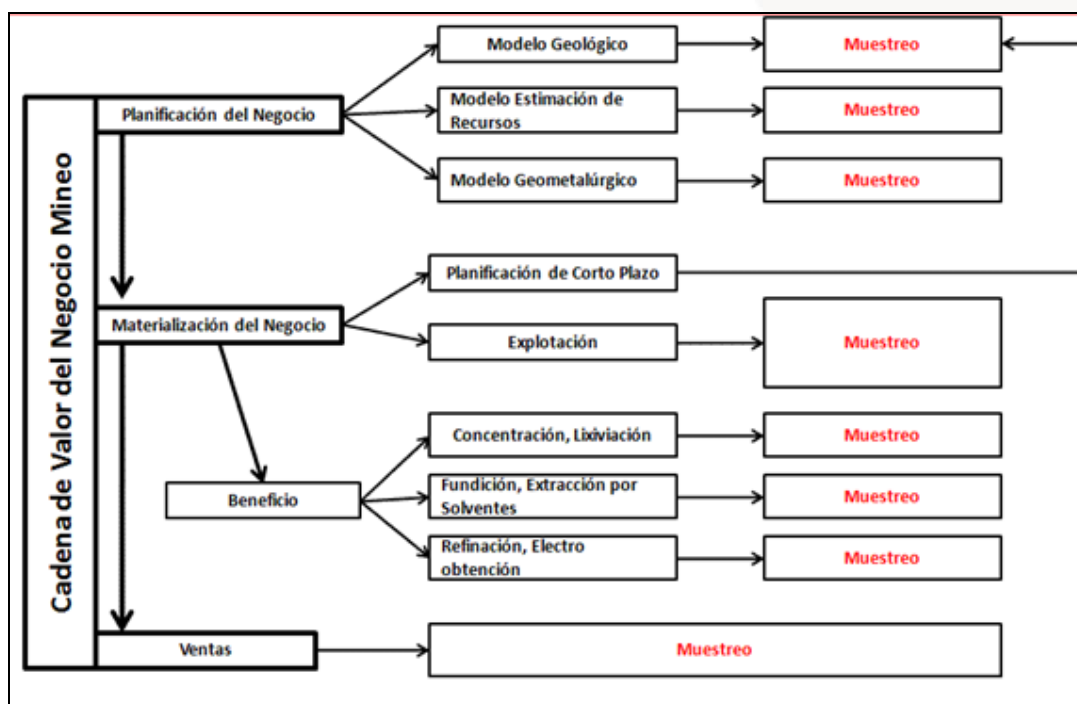 Cadena de Valor del Negocio Mineo
Planificación del Negocio
Modelo Geológico
Muestreo
Modelo Estimación de
Recursos
Muestreo
Modelo Geometalúrgico
Muestreo
Materialización del Negocio
Planificación de Corto Plazo
Explotación
Muestreo
Beneficio
Concentración, Lixiviación
Muestreo
Fundición, Extracción por
Solventes
Muestreo
Refinación, Electro
obtención
Muestreo
Ventas
Muestreo